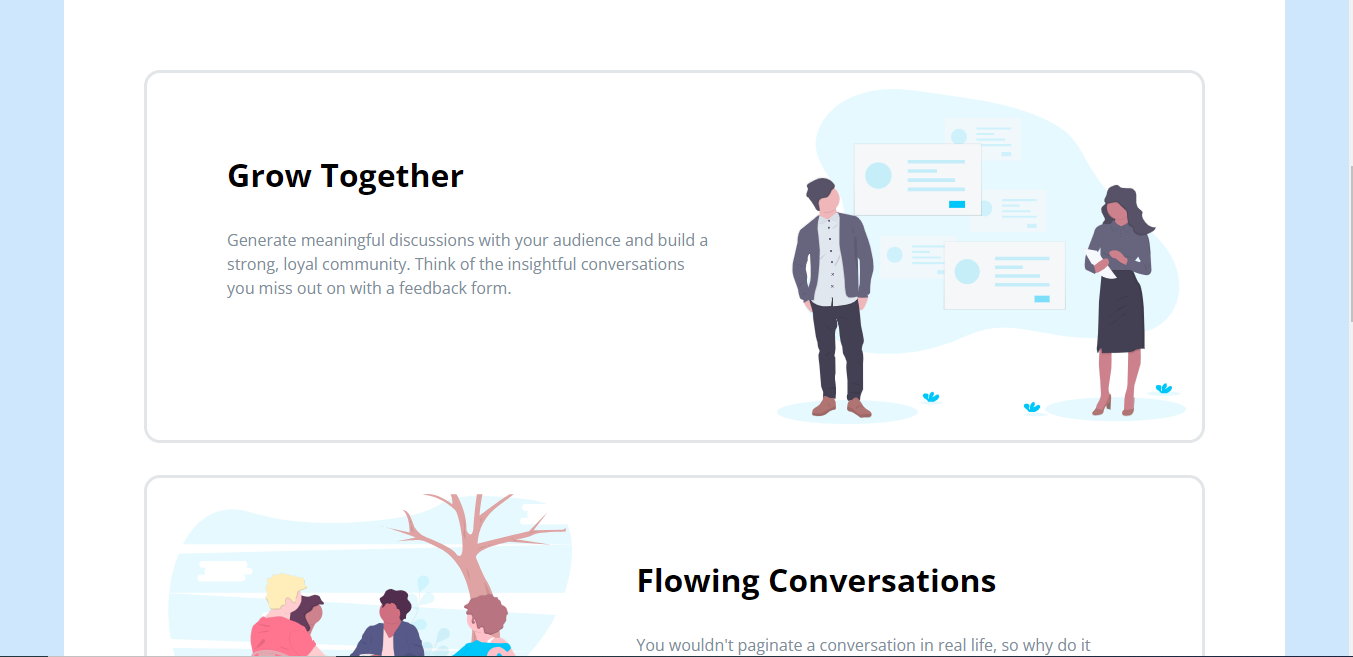 Grow Together
Generate meaningful discussions with your audience and build a
strong, loyal community. Think of the insightful conversations
you miss out on with a feedback form.
Flowing Conversations
You wouldn't paginate a conversation in real life, so why do it